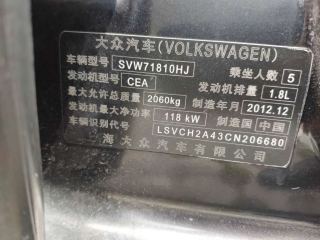 大众汽车(VOLKSWAGEN)
车辆型号 SVW71810HJ 乘坐人数 5
发动机型号 CEA 发动机排量 1.8L
最大允许总质量 2060kg 制造年月 2012.12
发动机最大净功率 118 kW 制造国 中国
车辆识别代号 LSVCH2A43CN206680
上海大众汽车有限公司